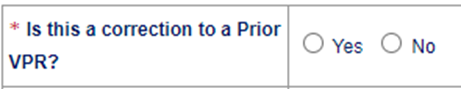 * Is this a correction to a Prior
VPR?
Yes No